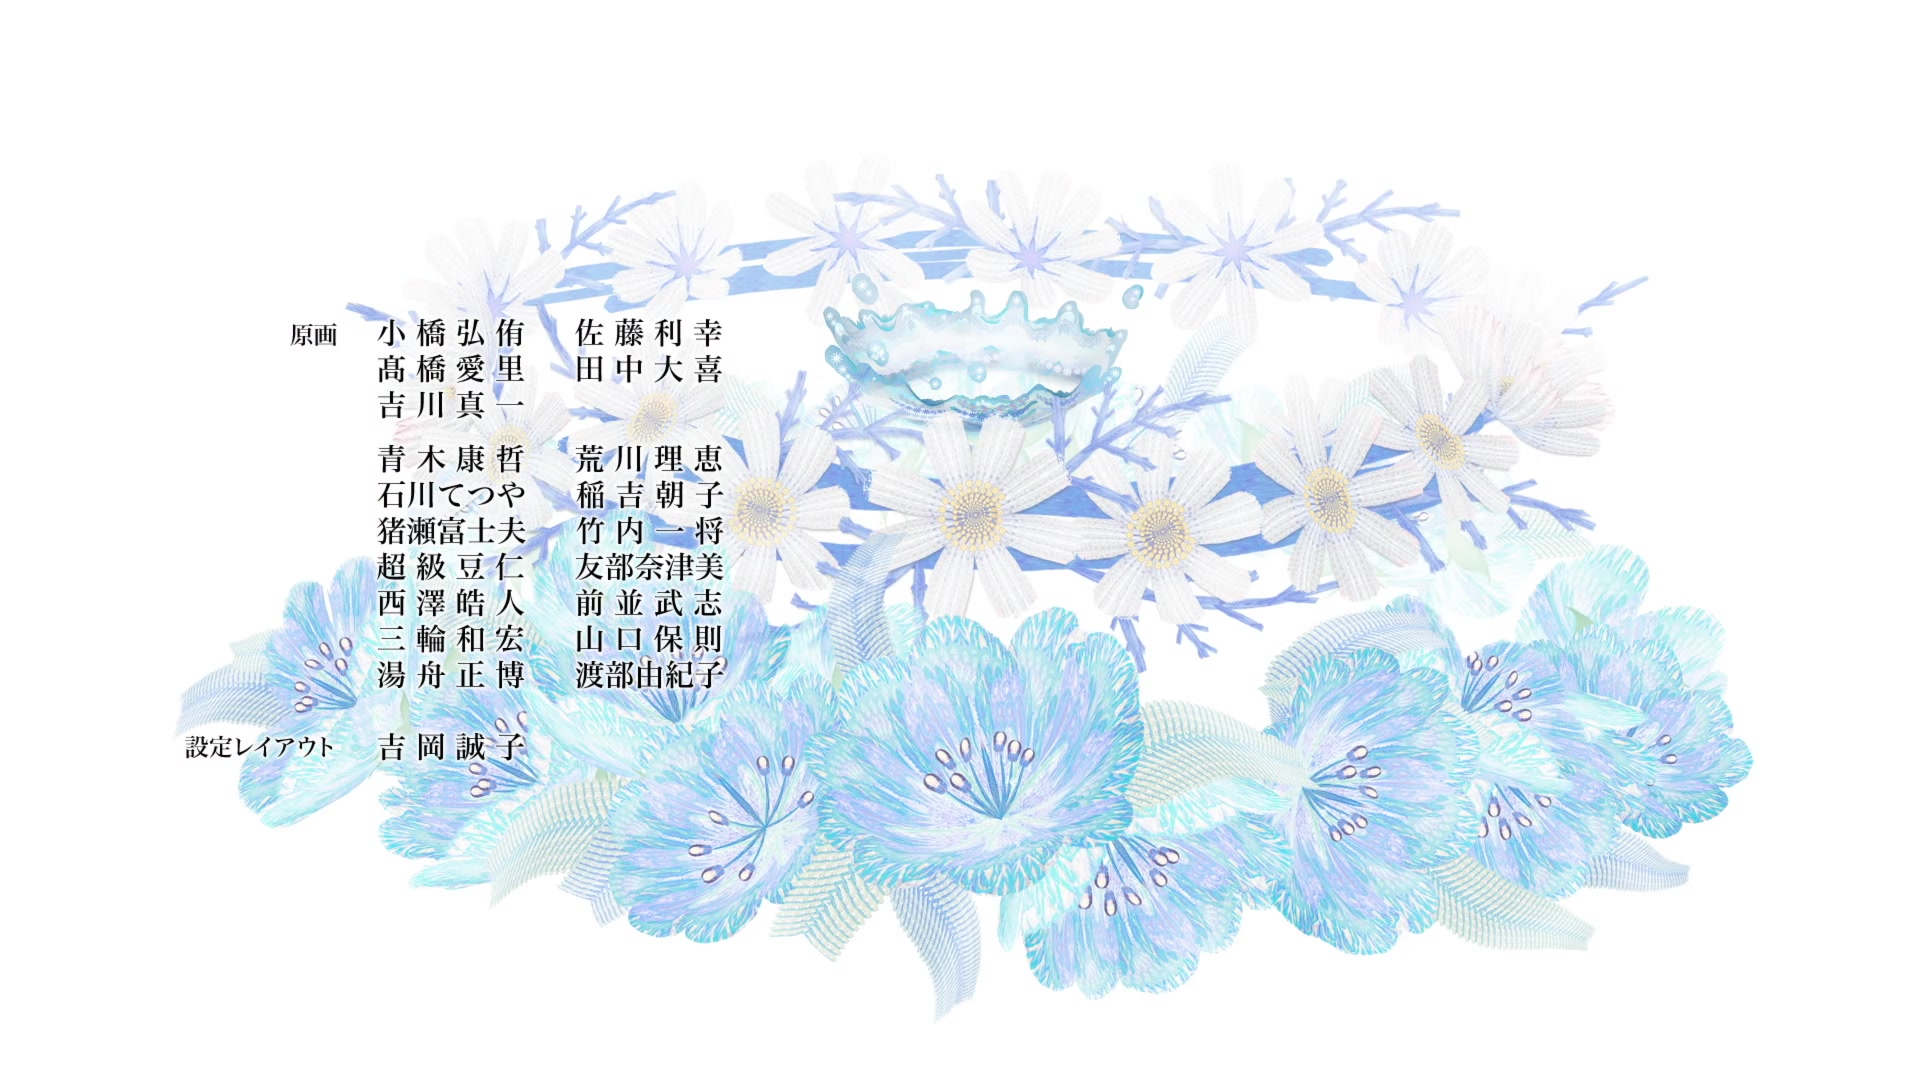 原画 小橋弘侑 佐藤利幸
髙橋愛里 田中大喜
吉川真一
青木康哲 荒川理恵
石川てつや 稲吉朝子
猪瀬富士夫 竹内一将
超級豆仁 友部奈津美
西澤皓人 前並武志
三輪和宏 山口保則
湯舟正博 渡部由紀子
設定レイアウト 吉岡誠子